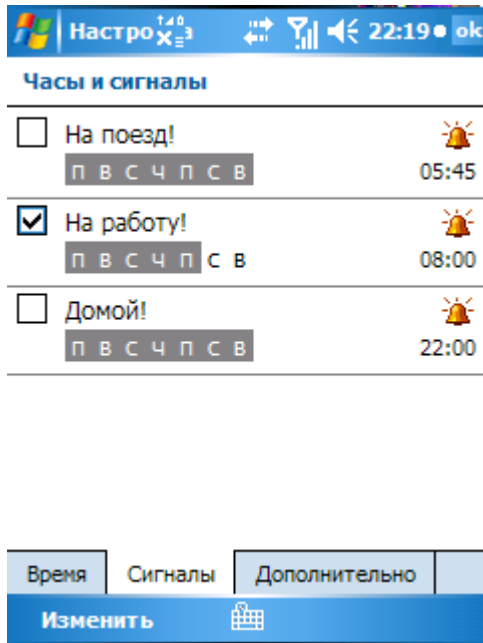 Настро 22:19 ok
Часы и сигналы
На поезд!
П В С Ч П С В 05:45
На работу!
П В С Ч П С В 08:00
Домой!
П В С Ч П С В 22:00
Время Сигналы Дополнительно
Изменить